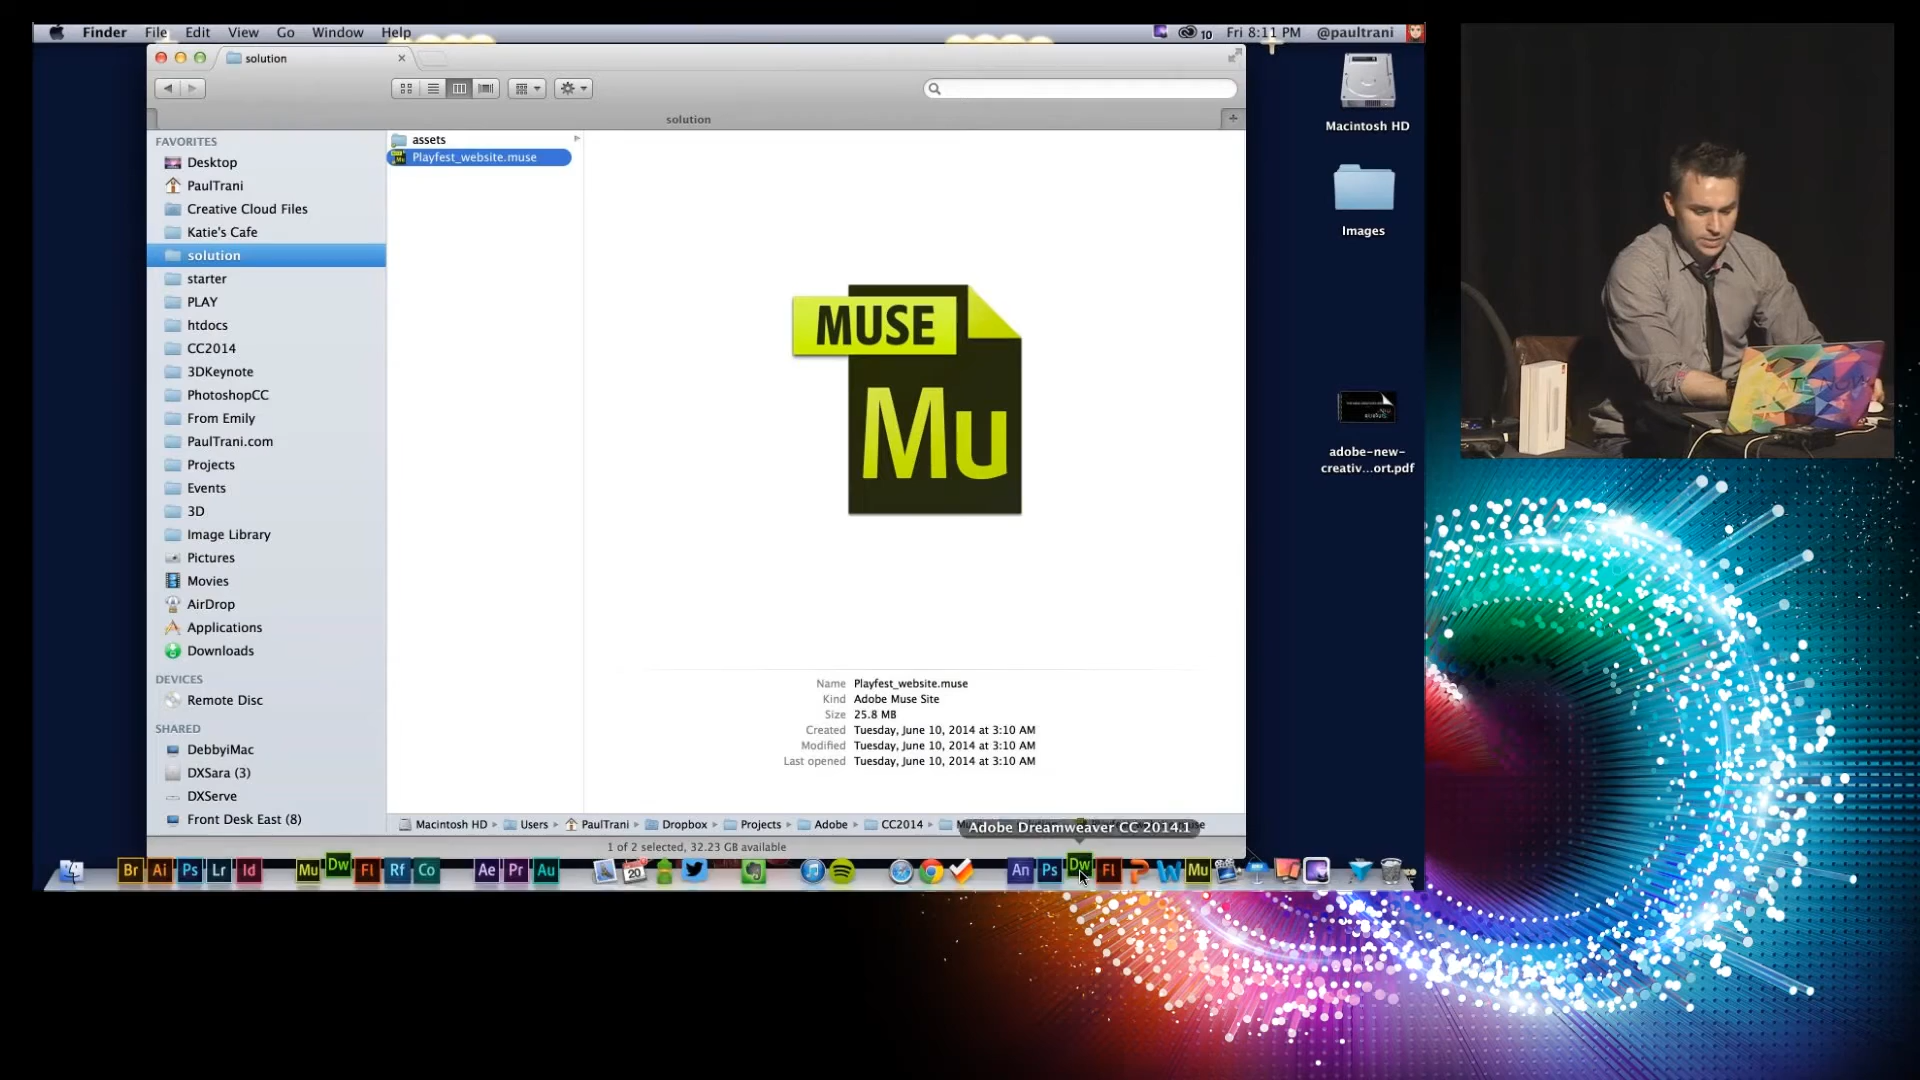 Finder File Edit View Go Window Help
10 Fri 8:11 PM @paultrani
solution
solution
FAVORITES
Desktop
PaulTrani
Creative Cloud Files
Katie's Cafe
solution
starter
PLAY
htdocs
CC2014
3DKeynote
PhotoshopCC
From Emily
PaulTrani.com
Projects
Events
3D
Image Library
Pictures
Movies
AirDrop
Applications
Downloads
DEVICES
Remote Disc
SHARED
DebbyiMac
DXSara (3)
DXServe
Front Desk East (8)
assets
Playfest_website.muse
MUSE
Mu
Name Playfest_website.muse
Kind Adobe Muse Site
Size 25.8 MB
Created Tuesday, June 10, 2014 at 3:10 AM
Modified Tuesday, June 10, 2014 at 3:10 AM
Last opened Tuesday, June 10, 2014 at 3:10 AM
Macintosh HD Users PaulTrani Dropbox Projects Adobe CC2014
Adobe Dreamweaver CC 2014.1
1 of 2 selected, 32.23 GB available
Macintosh HD
Images
adobe-new-
creativ...ort.pdf
Br Ai Ps Lr Id Mu Dw Fl Rf Co Ae Pr Au 20 An Ps Dw Fl Mu